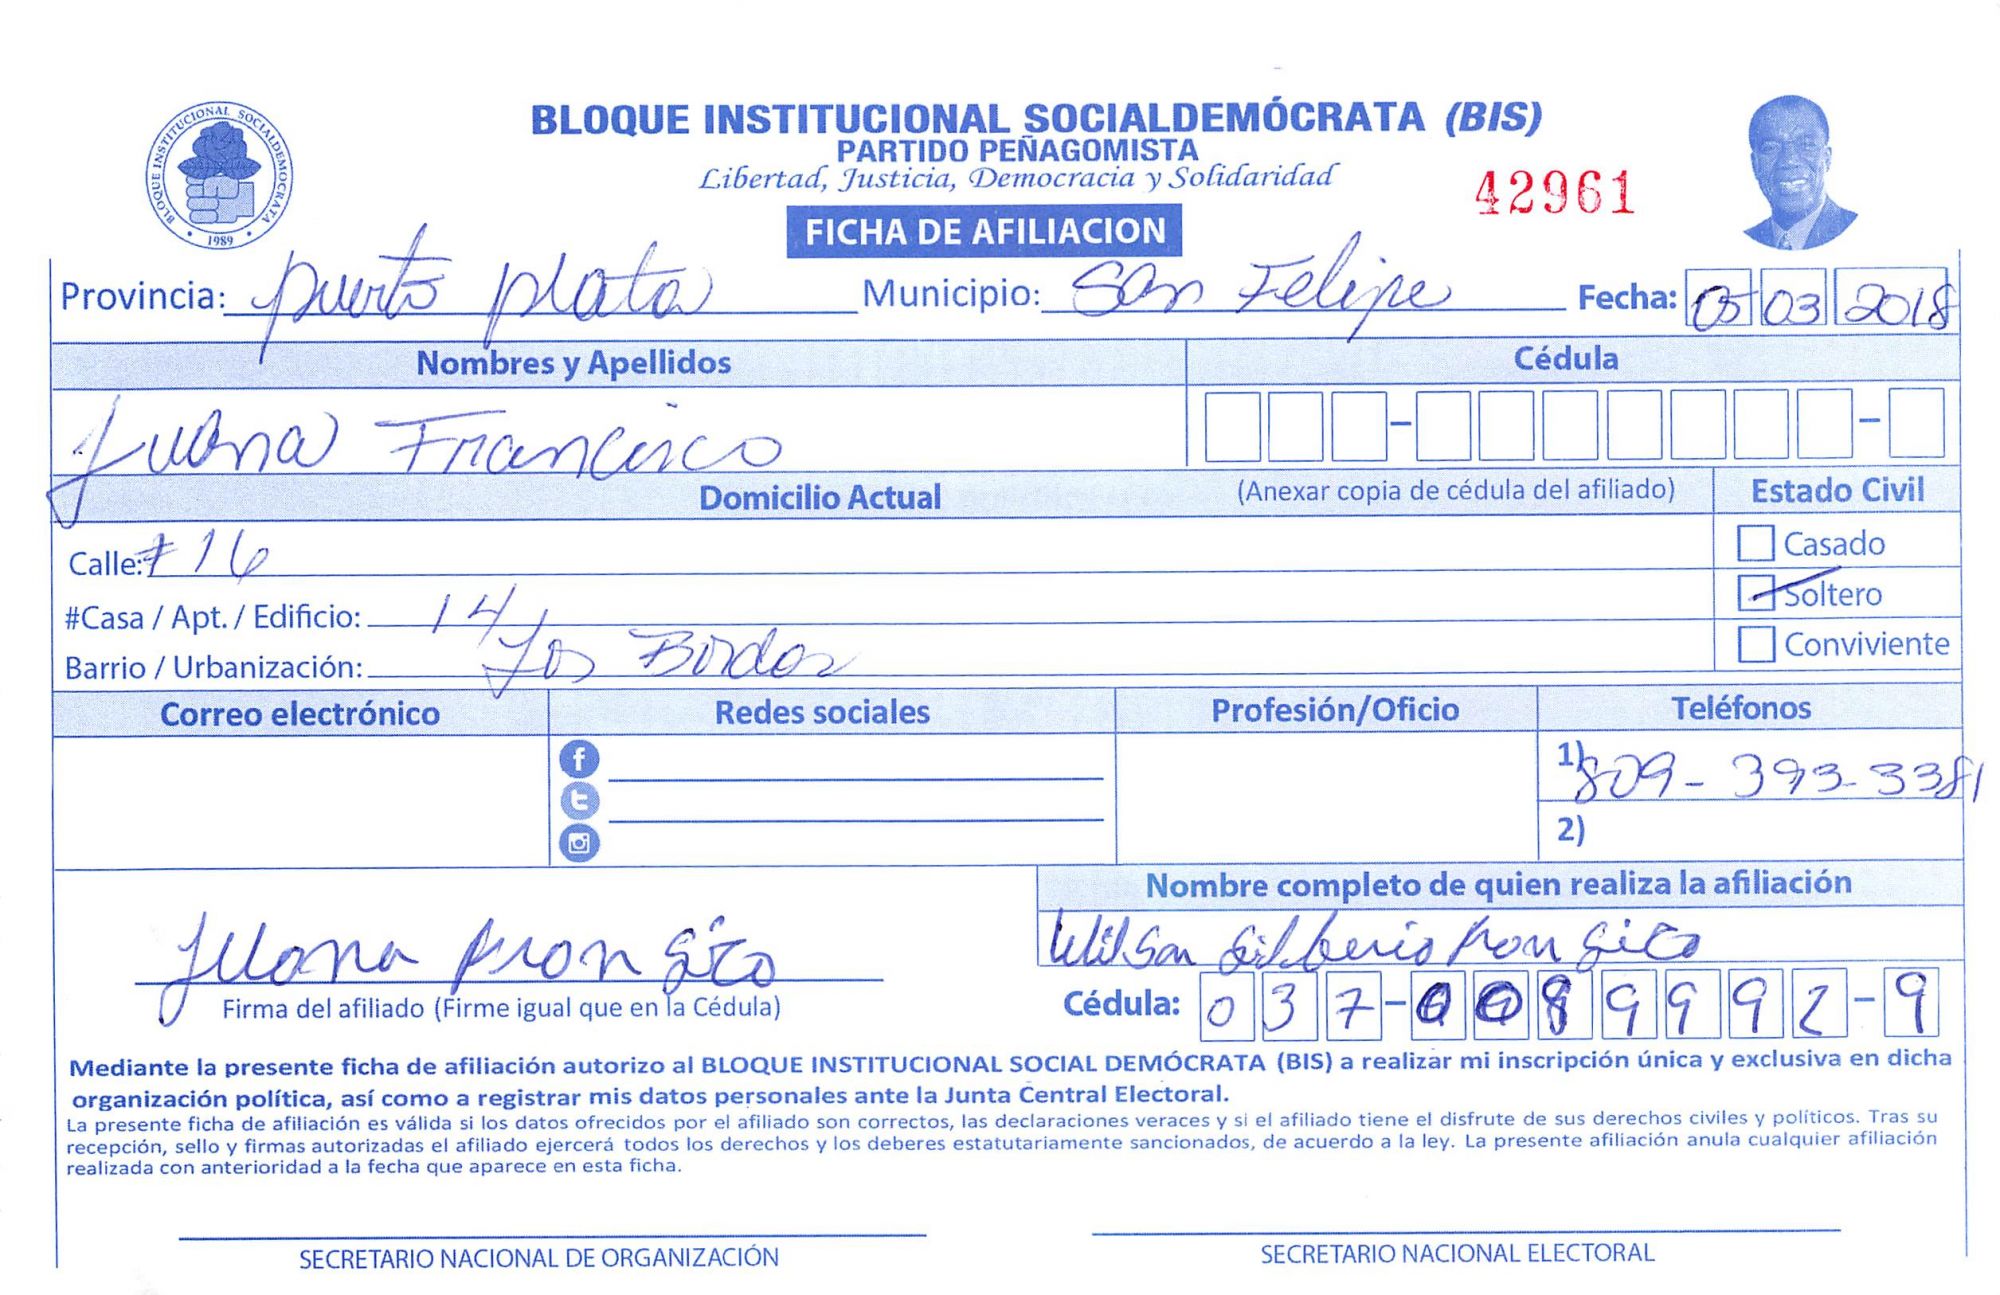 BLOQUE INSTITUCIONAL SOCIALDEMÓCRATA (BIS)
BLOQUE INSTITUCIONAL SOCIALDEMOCRATA
1989
PARTIDO PEÑAGOMISTA
Libertad, Justicia, Democracia y Solidaridad
42961
FICHA DE AFILIACION
Provincia: puerto plata Municipio: San Felipe Fecha: 05 03 2018
Nombres y Apellidos Cédula
Juana Francisco
Domicilio Actual (Anexar copia de cédula del afiliado) Estado Civil
Calle: # 16 Casado
#Casa / Apt. / Edificio: 14 Soltero
Barrio / Urbanización: Los Bordas Conviviente
Correo electrónico Redes sociales Profesión/Oficio Teléfonos
1) 809-393-3381
2)
Nombre completo de quien realiza la afiliación
Juana Wilson
Firma del afiliado (Firme igual que en la Cédula) Cédula: 037-0089992-9
Mediante la presente ficha de afiliación autorizo al BLOQUE INSTITUCIONAL SOCIAL DEMÓCRATA (BIS) a realizar mi inscripción única y exclusiva en dicha
organización política, así como a registrar mis datos personales ante la Junta Central Electoral.
La presente ficha de afiliación es válida si los datos ofrecidos por el afiliado son correctos, las declaraciones veraces y si el afiliado tiene el disfrute de sus derechos civiles y políticos. Tras su
recepción, sello y firmas autorizadas el afiliado ejercerá todos los derechos y los deberes estatutariamente sancionados, de acuerdo a la ley. La presente afiliación anula cualquier afiliación
realizada con anterioridad a la fecha que aparece en esta ficha.
SECRETARIO NACIONAL DE ORGANIZACIÓN SECRETARIO NACIONAL ELECTORAL